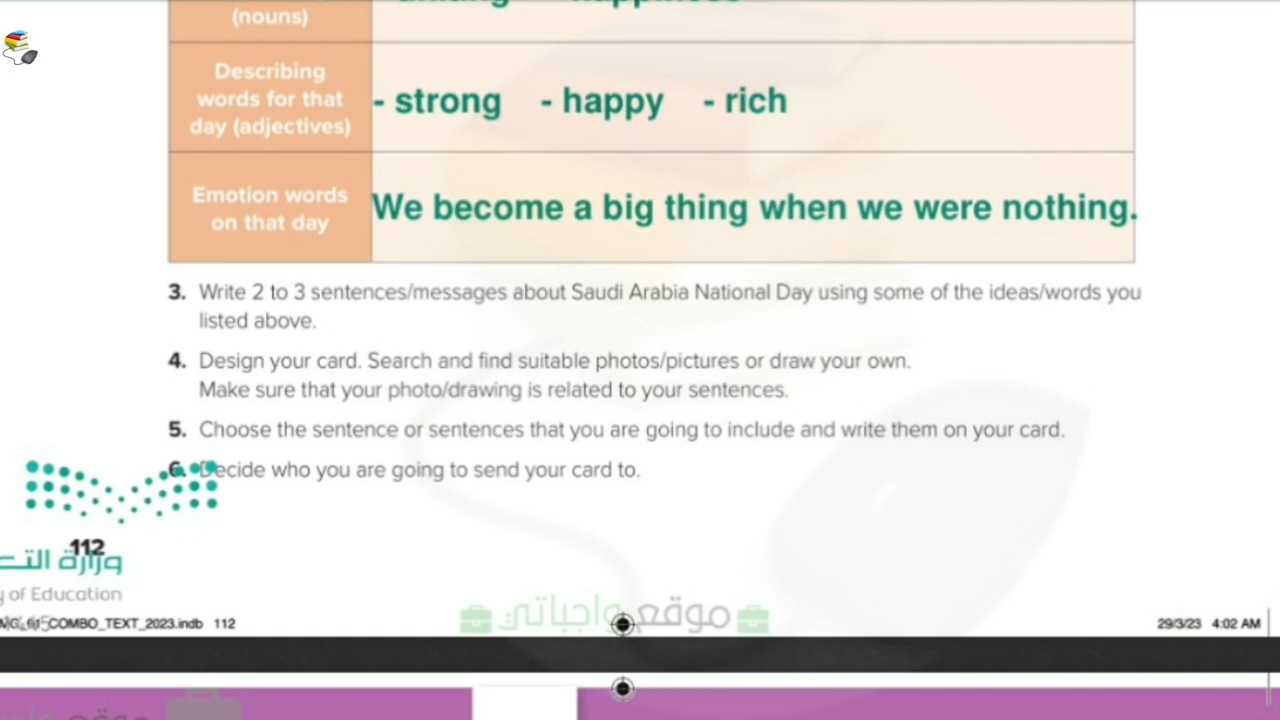 (nouns)
Describing
words for that
day (adjectives)
- strong - happy - rich
Emotion words
on that day
We become a big thing when we were nothing.
3. Write 2 to 3 sentences/messages about Saudi Arabia National Day using some of the ideas/words you
listed above.
4. Design your card. Search and find suitable photos/pictures or draw your own.
Make sure that your photo/drawing is related to your sentences.
5. Choose the sentence or sentences that you are going to include and write them on your card.
6. Decide who you are going to send your card to.
112
وزارة
of Education
COMBO_TEXT_2023.indb 112
موقع واجباتي
29/3/23 4:02 AM